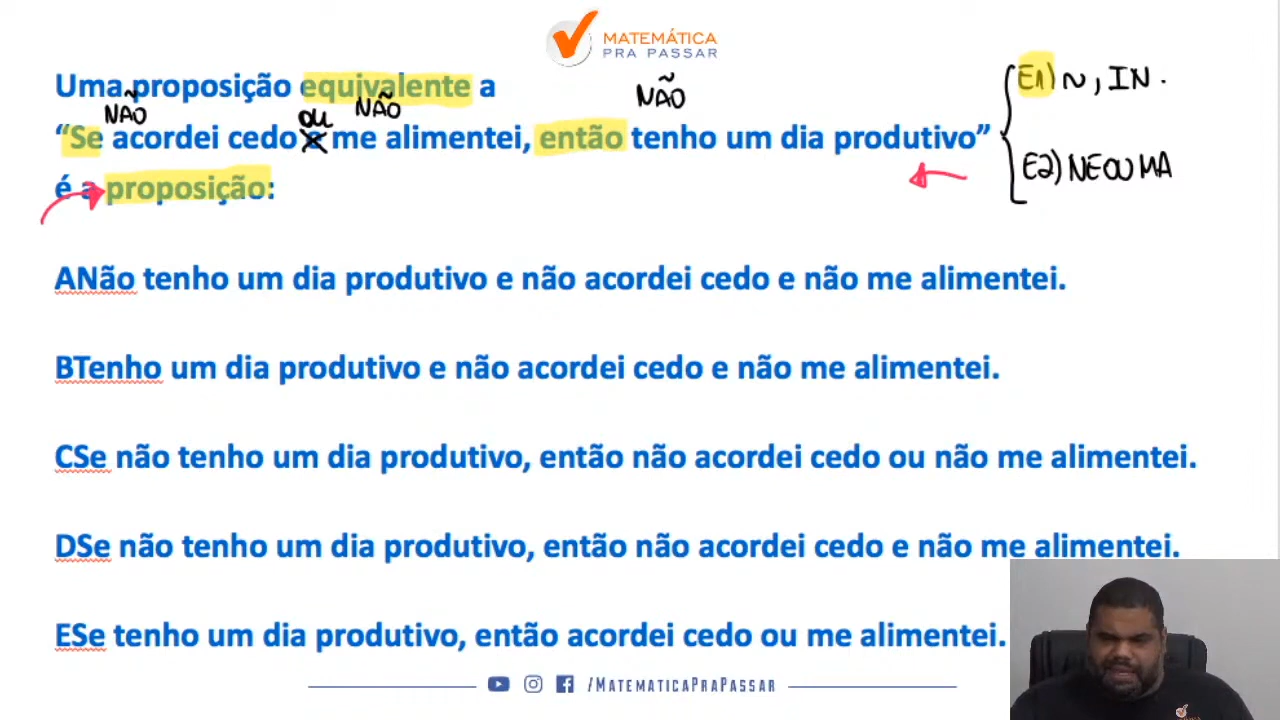 MATEMÁTICA
PRA PASSAR
Uma proposição equivalente a
NÃO ou NÃO NÃO
“Se acordei cedo e me alimentei, então tenho um dia produtivo”
é a proposição:
E1) N, IN.
E2) NEOUMA
ANão tenho um dia produtivo e não acordei cedo e não me alimentei.
BTenho um dia produtivo e não acordei cedo e não me alimentei.
CSe não tenho um dia produtivo, então não acordei cedo ou não me alimentei.
DSe não tenho um dia produtivo, então não acordei cedo e não me alimentei.
ESe tenho um dia produtivo, então acordei cedo ou me alimentei.
/MATEMATICAPRAPASSAR